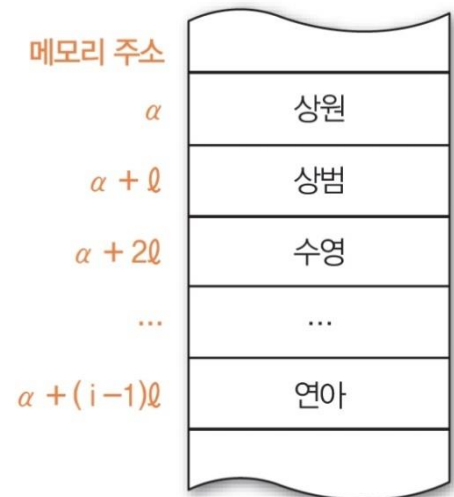 메모리 주소
α 상원
α + ℓ 상범
α + 2ℓ 수영
... ...
α + ( i −1)ℓ 연아